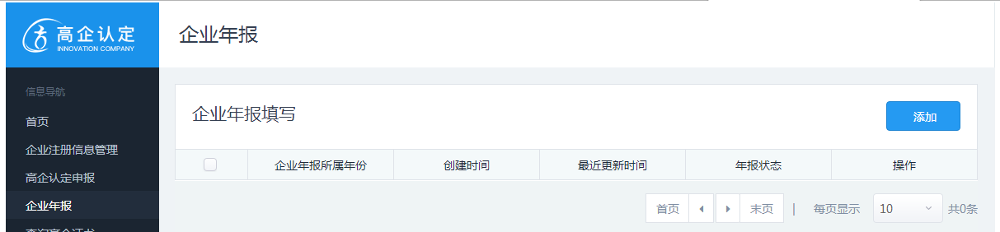 高企认定
INNOVATION COMPANY
企业年报
信息导航
首页
企业注册信息管理
高企认定申报
企业年报
企业年报填写
添加
企业年报所属年份 创建时间 最近更新时间 年报状态 操作
首页 末页 | 每页显示 10 共0条